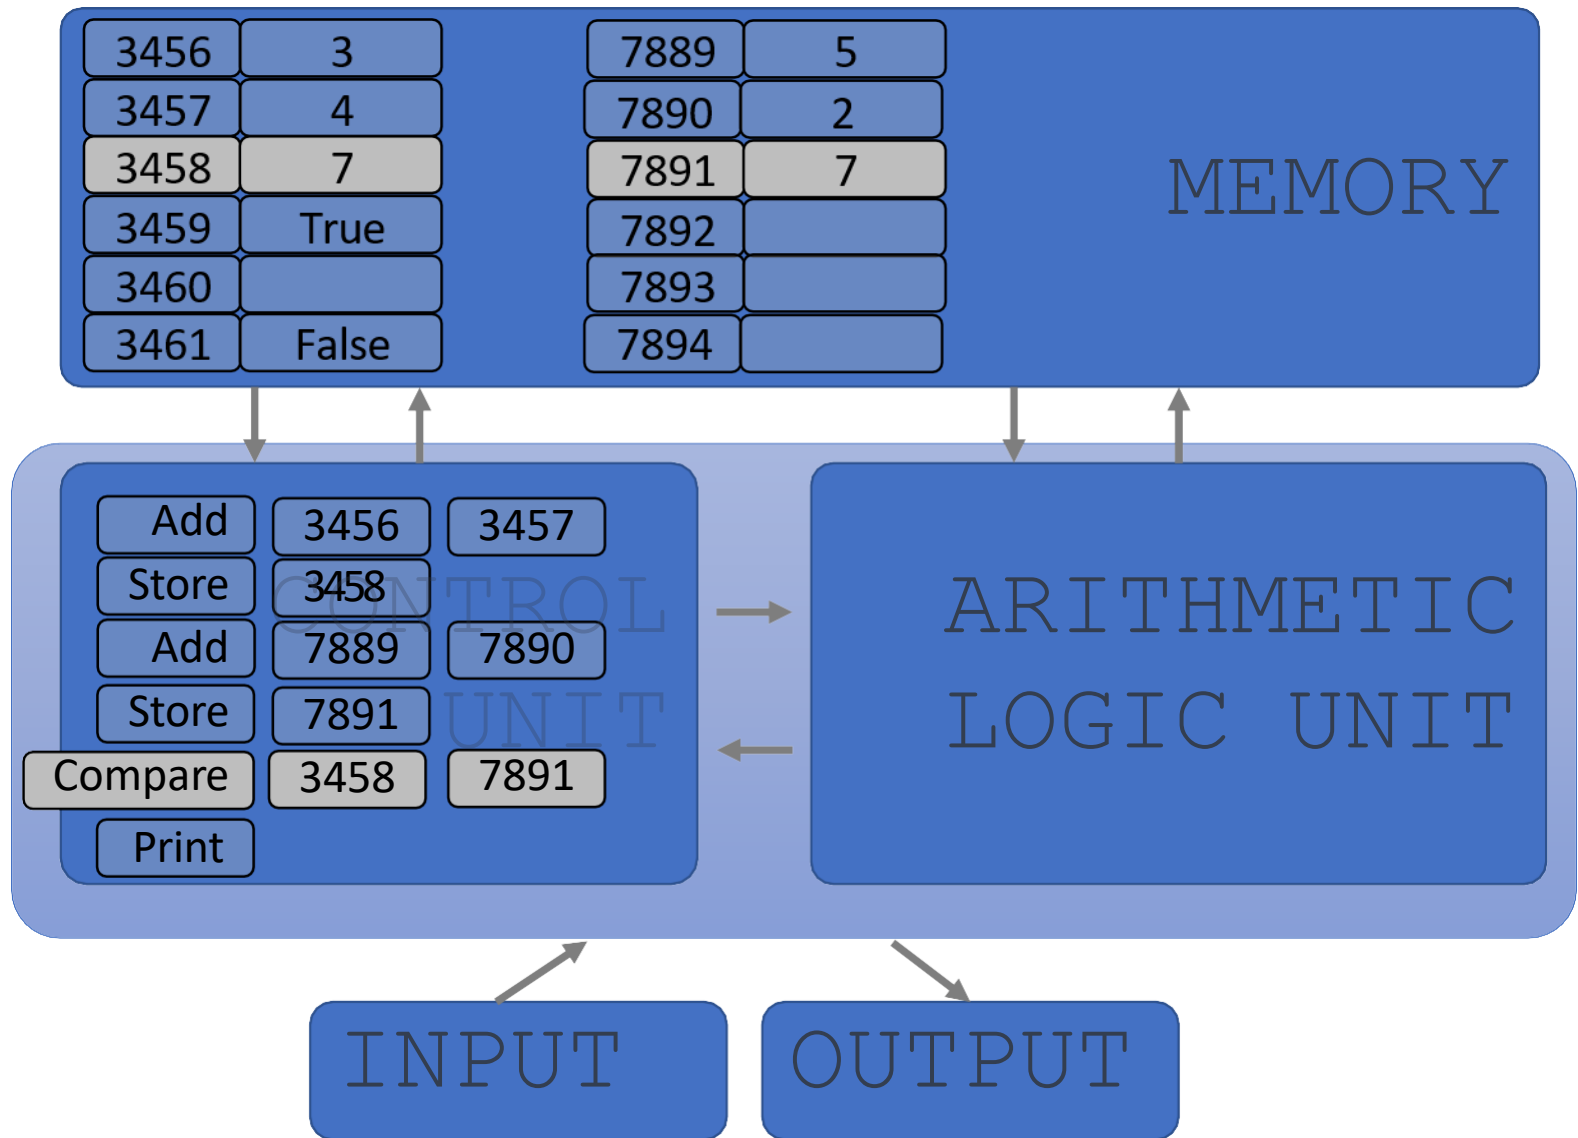 3456 3 7889 5
3457 4 7890 2
3458 7 7891 7
MEMORY
3459 True 7892
3460 7893
3461 False 7894
Add 3456 3457
Store 3458
CONTROL
Add 7889 7890
Store 7891
UNIT
Compare 3458 7891
Print
ARITHMETIC
LOGIC UNIT
INPUT
OUTPUT